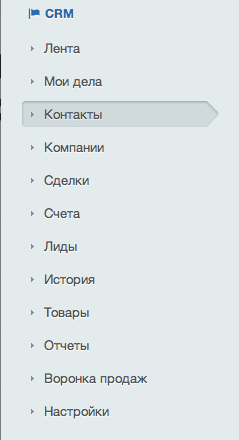 CRM
Лента
Мои дела
Контакты
Компании
Сделки
Счета
Лиды
История
Товары
Отчеты
Воронка продаж
Настройки